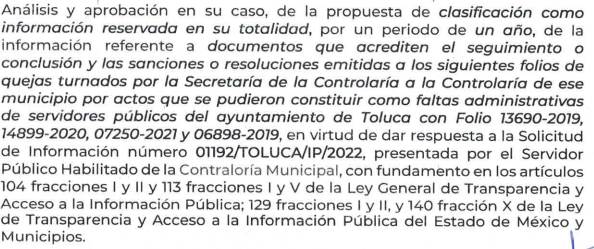 Análisis y aprobación en su caso, de la propuesta de clasificación como
información reservada en su totalidad, por un periodo de un año, de la
información referente a documentos que acrediten el seguimiento o
conclusión y las sanciones o resoluciones emitidas a los siguientes folios de
quejas turnados por la Secretaría de la Controlaría a la Controlaría de ese
municipio por actos que se pudieron constituir como faltas administrativas
de servidores públicos del ayuntamiento de Toluca con Folio 13690-2019,
14899-2020, 07250-2021 y 06898-2019, en virtud de dar respuesta a la Solicitud
de Información número 01192/TOLUCA/IP/2022, presentada por el Servidor
Público Habilitado de la Contraloría Municipal, con fundamento en los artículos
104 fracciones I y II y 113 fracciones I y V de la Ley General de Transparencia y
Acceso a la Información Pública; 129 fracciones I y II, y 140 fracción X de la Ley
de Transparencia y Acceso a la Información Pública del Estado de México y
Municipios.